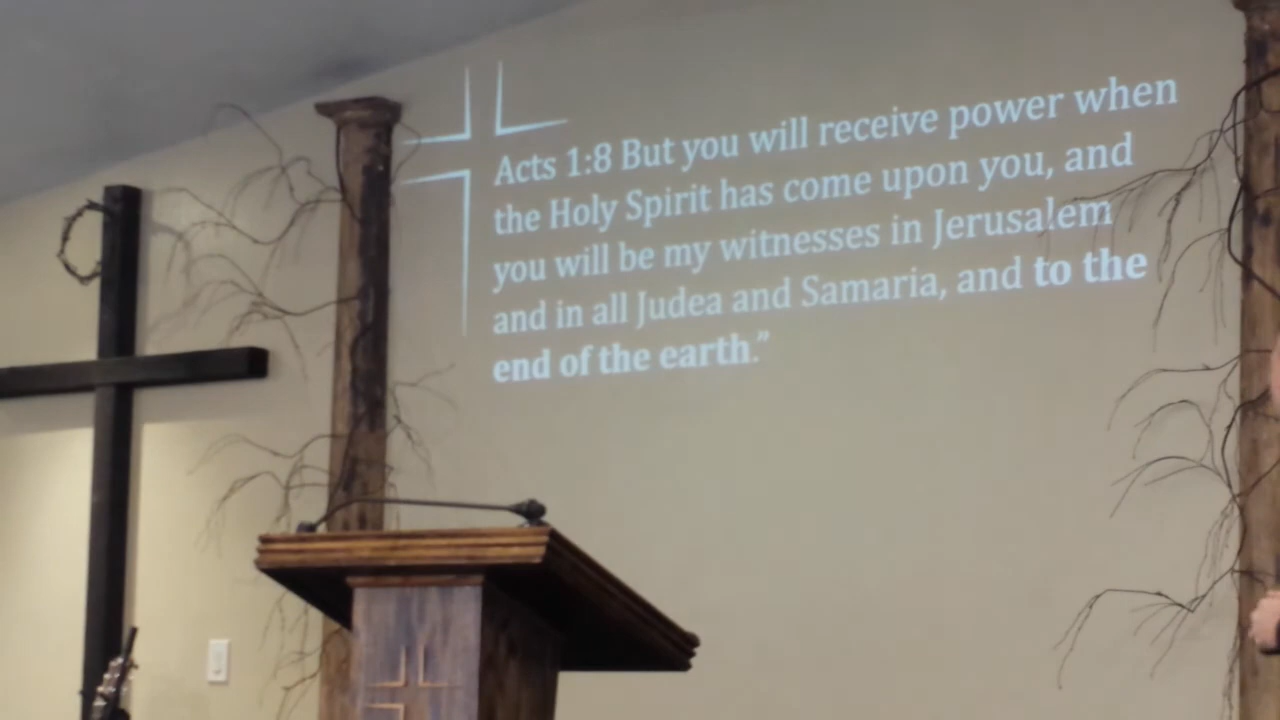 Acts 1:8 But you will receive power when
the Holy Spirit has come upon you, and
you will be my witnesses in Jerusalem
and in all Judea and Samaria, and to the
end of the earth.”